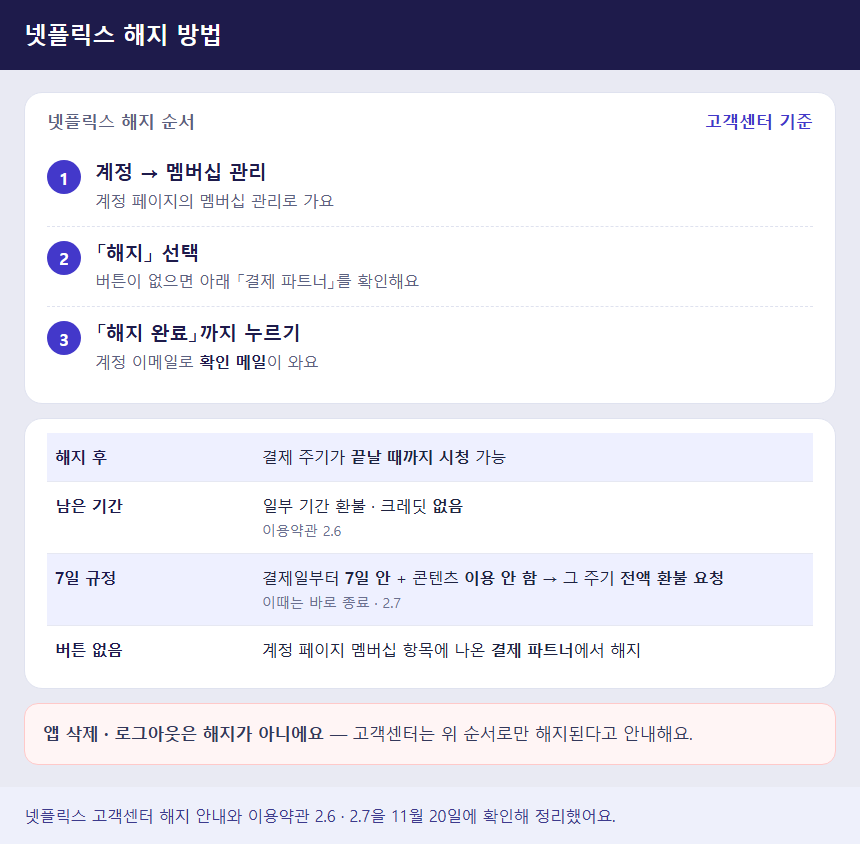 넷플릭스 해지 방법
넷플릭스 해지 순서
고객센터 기준
1
계정 → 멤버십 관리
계정 페이지의 멤버십 관리로 가요
2
「해지」 선택
버튼이 없으면 아래 「결제 파트너」를 확인해요
3
「해지 완료」까지 누르기
계정 이메일로 확인 메일이 와요
해지 후
결제 주기가 끝날 때까지 시청 가능
남은 기간
일부 기간 환불 · 크레딧 없음
이용약관 2.6
7일 규정
결제일부터 7일 안 + 콘텐츠 이용 안 함 → 그 주기 전액 환불 요청
이때는 바로 종료 · 2.7
버튼 없음
계정 페이지 멤버십 항목에 나온 결제 파트너에서 해지
앱 삭제 · 로그아웃은 해지가 아니에요 — 고객센터는 위 순서로만 해지된다고 안내해요.
넷플릭스 고객센터 해지 안내와 이용약관 2.6 · 2.7을 11월 20일에 확인해 정리했어요.